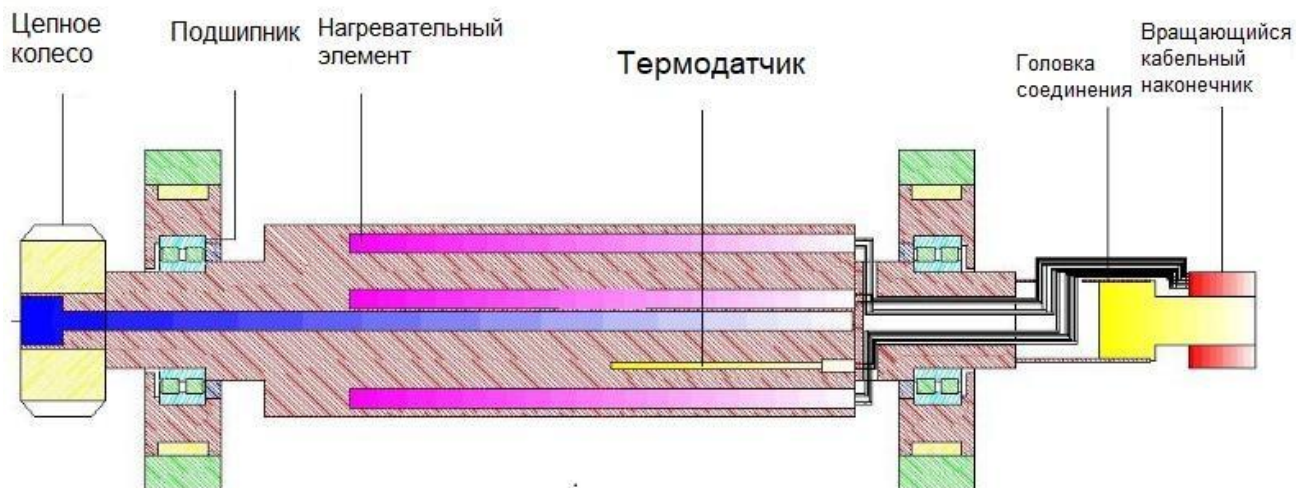 Цепное
колесо
Подшипник
Нагревательный
элемент
Термодатчик
Головка
соединения
Вращающийся
кабельный
наконечник